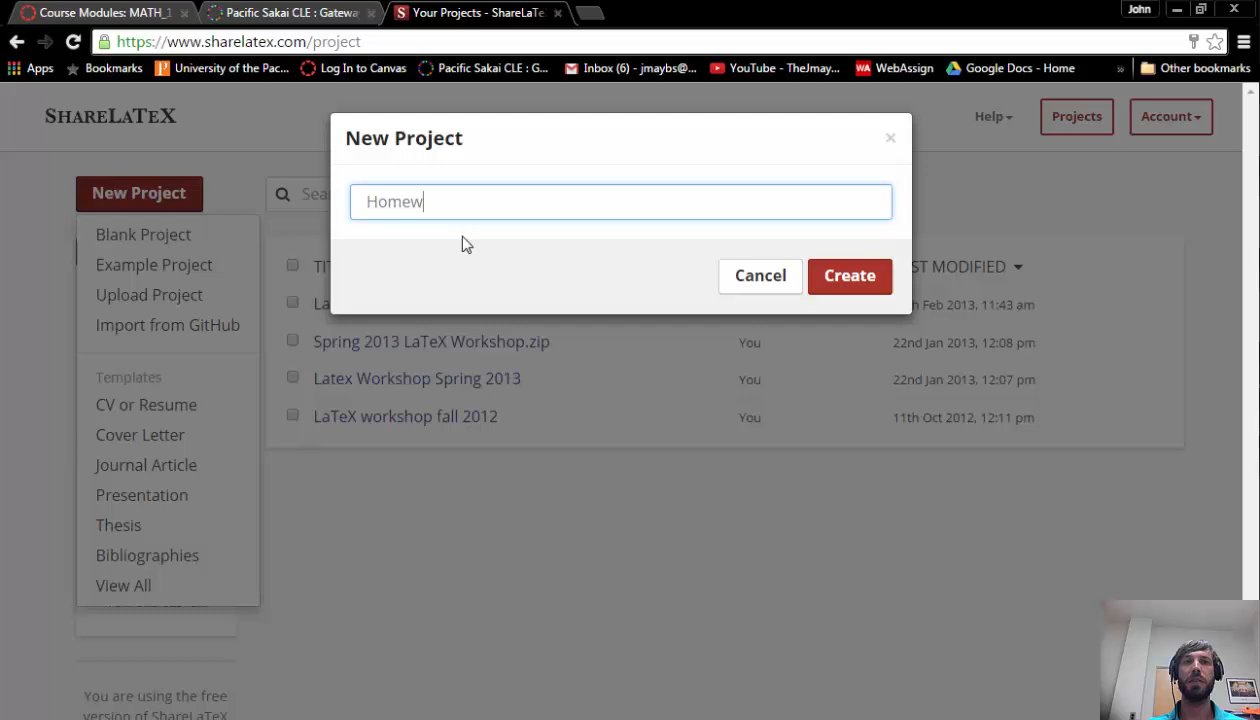 Course Modules: MATH_1
Pacific Sakai CLE : Gatewa
Your Projects - ShareLaTe
John
https://www.sharelatex.com/project
Apps
Bookmarks
University of the Pac...
Log In to Canvas
Pacific Sakai CLE : G...
Inbox (6) - jmaybs@...
YouTube - TheJmay...
WebAssign
Google Docs - Home
»
Other bookmarks
SHARELATEX
Help
Projects
Account
New Project
Homew
Cancel
Create
New Project
Sea
Blank Project
Example Project
Upload Project
Import from GitHub
Templates
CV or Resume
Cover Letter
Journal Article
Presentation
Thesis
Bibliographies
View All
TIT
ST MODIFIED
La
h Feb 2013, 11:43 am
Spring 2013 LaTeX Workshop.zip You 22nd Jan 2013, 12:08 pm
Latex Workshop Spring 2013 You 22nd Jan 2013, 12:07 pm
LaTeX workshop fall 2012 You 11th Oct 2012, 12:11 pm
You are using the free
version of ShareLaTeX